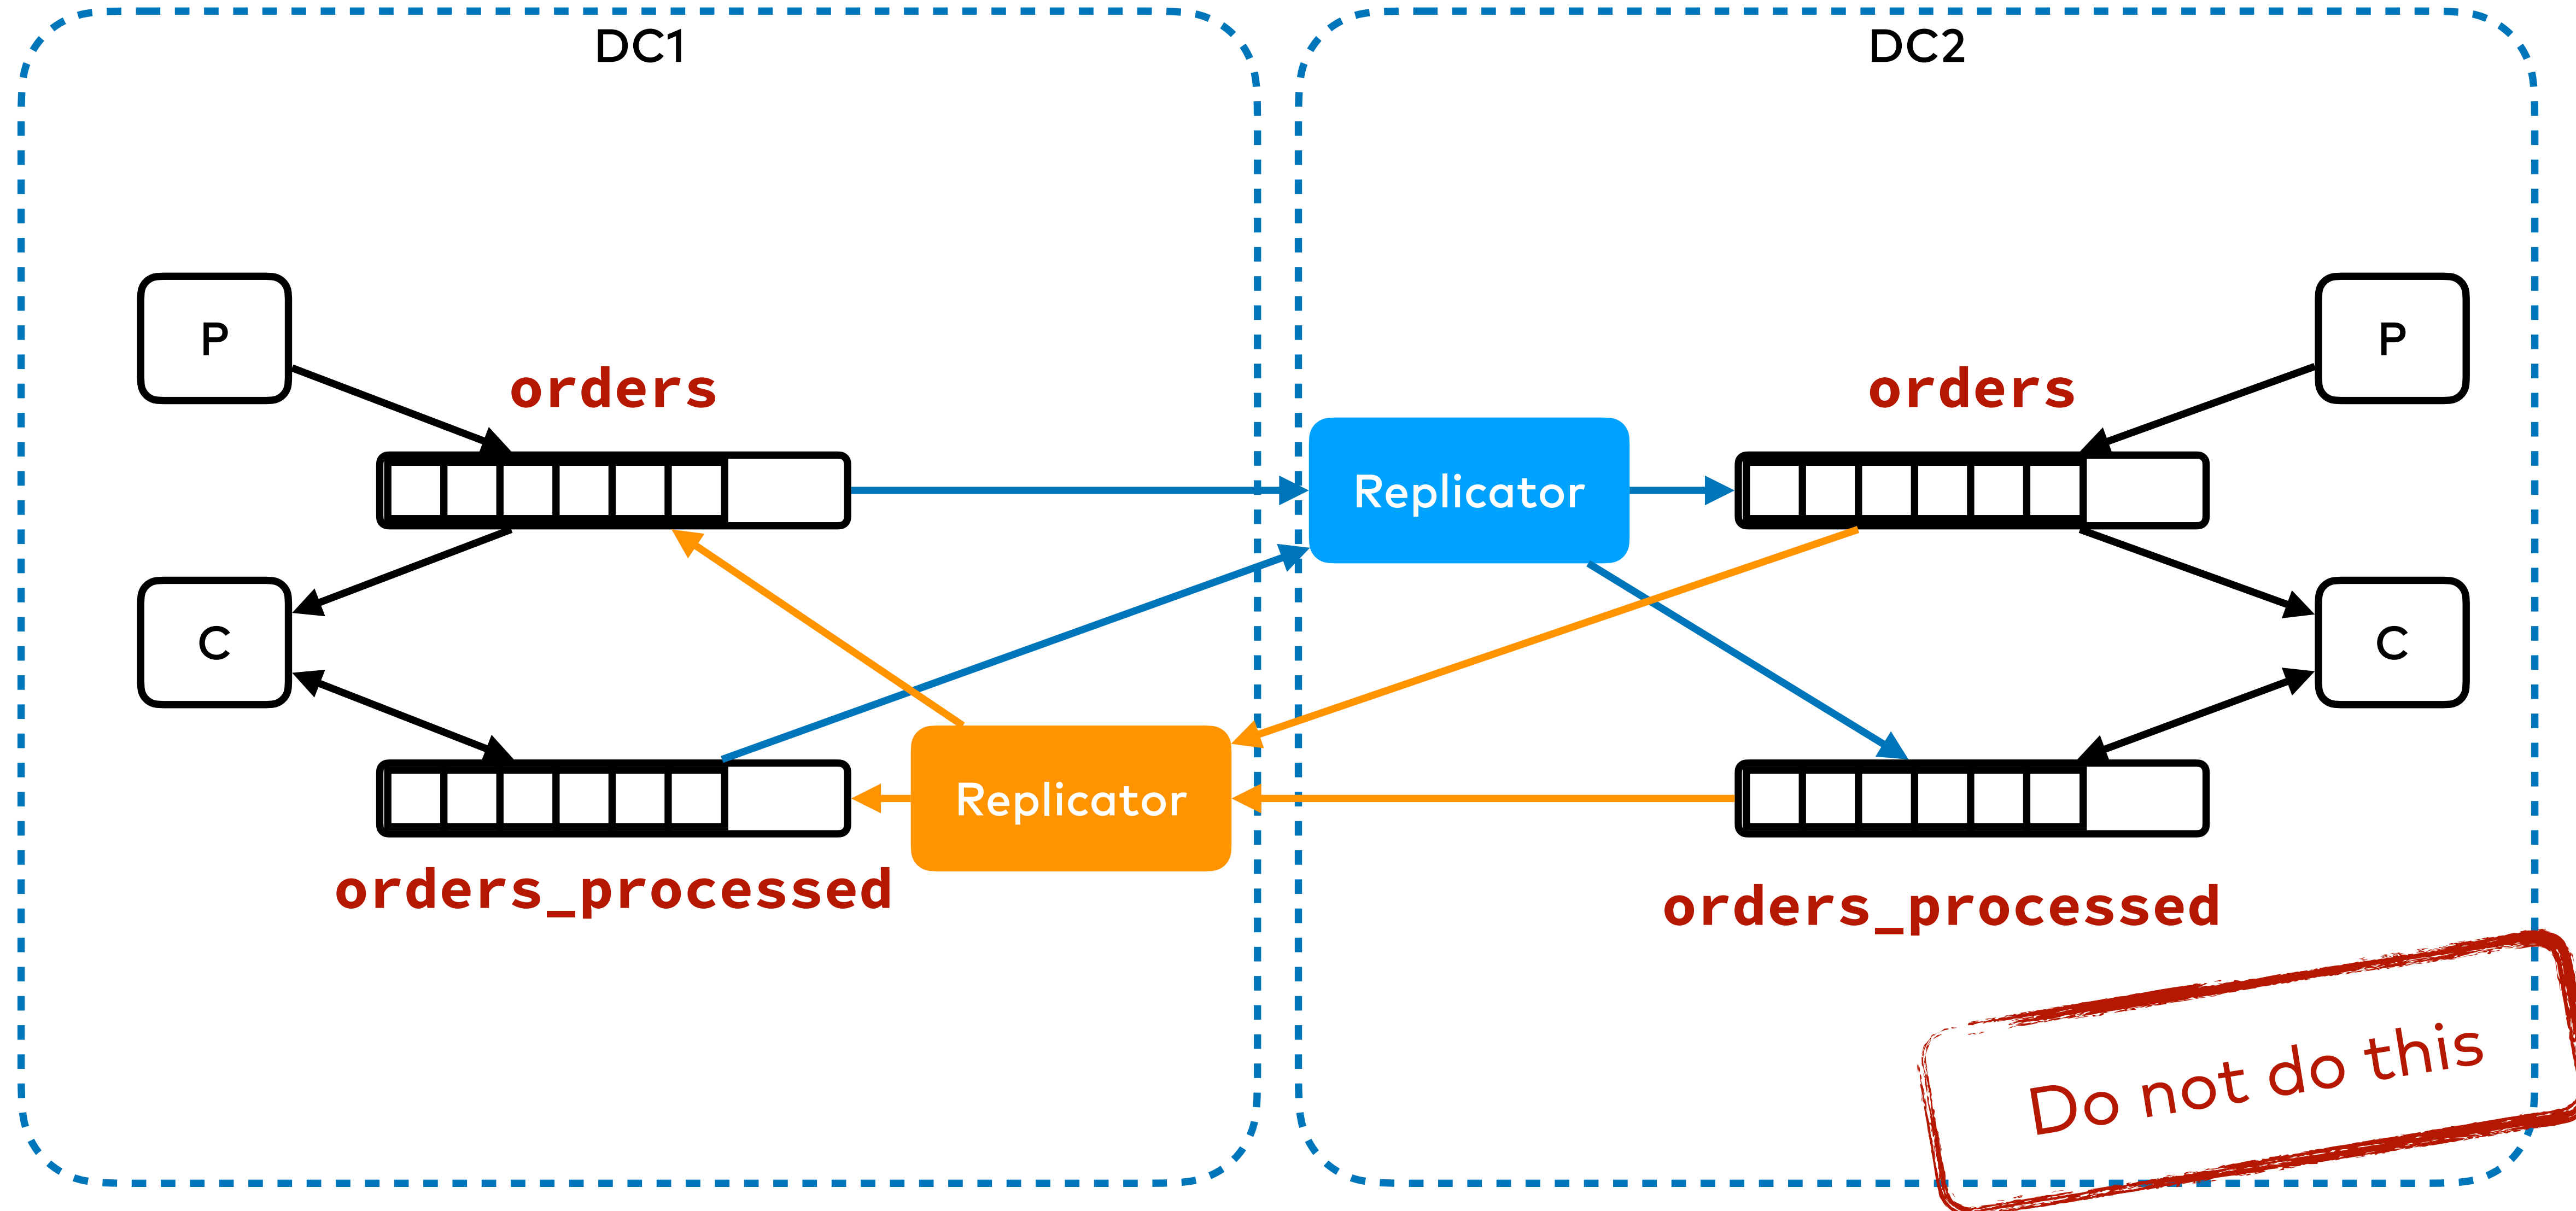 DC1
DC2
P
P
orders
orders
Replicator
C
C
Replicator
orders_processed
orders_processed
Do not do this